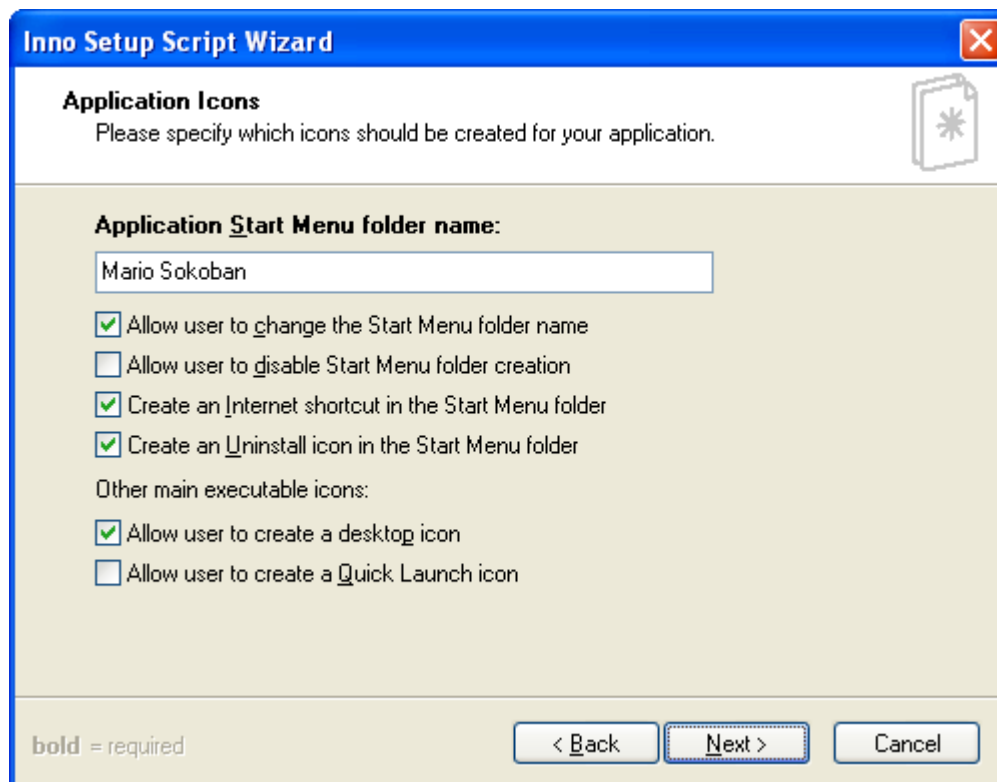 Inno Setup Script Wizard
Application Icons
Please specify which icons should be created for your application.
Application Start Menu folder name:
Mario Sokoban
Allow user to change the Start Menu folder name
Allow user to disable Start Menu folder creation
Create an Internet shortcut in the Start Menu folder
Create an Uninstall icon in the Start Menu folder
Other main executable icons:
Allow user to create a desktop icon
Allow user to create a Quick Launch icon
bold = required
< Back Next > Cancel